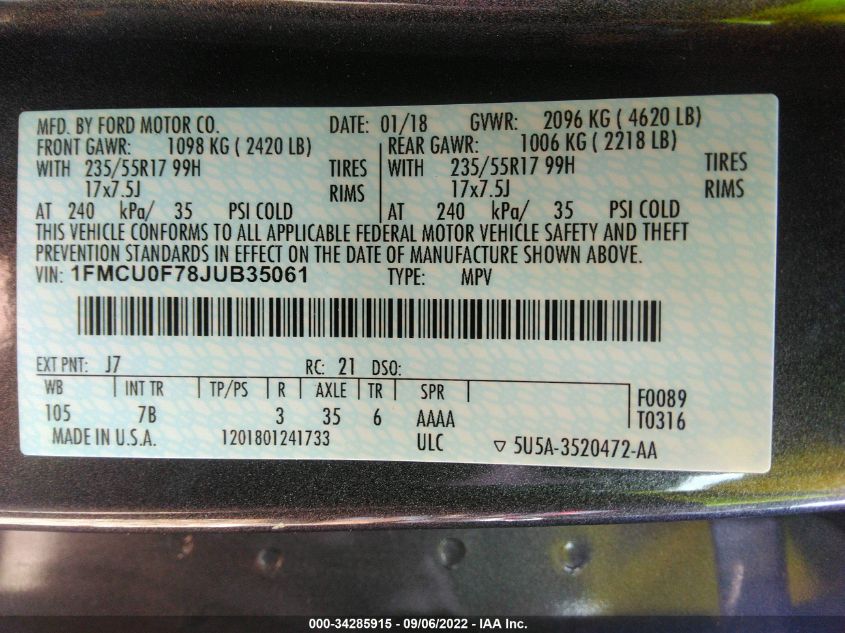 MFD. BY FORD MOTOR CO. DATE: 01/18 GVWR: 2096 KG ( 4620 LB)
FRONT GAWR: 1098 KG ( 2420 LB) REAR GAWR: 1006 KG ( 2218 LB)
WITH 235/55R17 99H TIRES WITH 235/55R17 99H TIRES
17x7.5J RIMS 17x7.5J RIMS
AT 240 kPa/ 35 PSI COLD AT 240 kPa/ 35 PSI COLD
THIS VEHICLE CONFORMS TO ALL APPLICABLE FEDERAL MOTOR VEHICLE SAFETY AND THEFT
PREVENTION STANDARDS IN EFFECT ON THE DATE OF MANUFACTURE SHOWN ABOVE.
VIN: 1FMCU0F78JUB35061 TYPE: MPV
EXT PNT: J7 RC: 21 DSO:
WB INT TR TP/PS R AXLE TR SPR F0089
105 7B 3 35 6 AAAA T0316
MADE IN U.S.A. 1201801241733 ULC ▽ 5U5A-3520472-AA
000-34285915 - 09/06/2022 - IAA Inc.